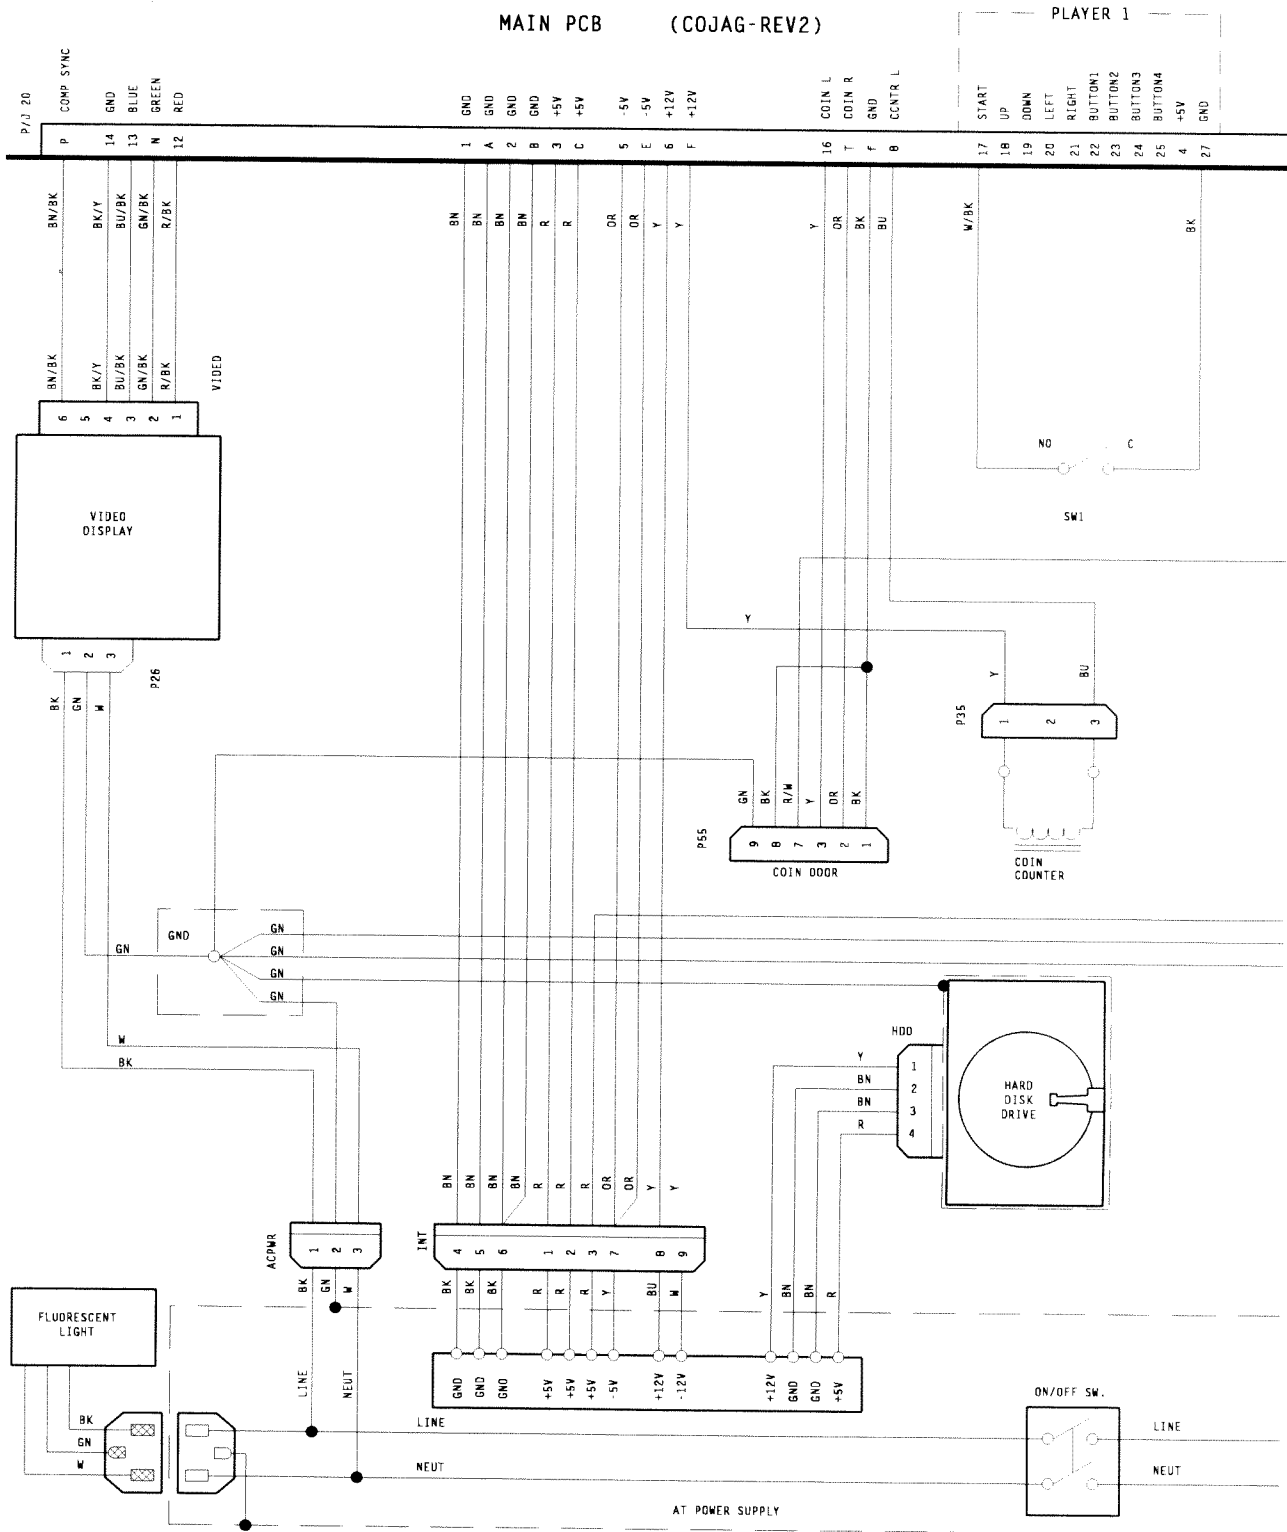 MAIN PCB (COJAG-REV2)
PLAYER 1
P/J 20
COMP SYNC
GND
BLUE
GREEN
RED
GND
GND
GND
GND
+5V
+5V
-5V
-5V
+12V
+12V
COIN L
COIN R
GND
CCNTR L
START
UP
DOWN
LEFT
RIGHT
BUTTON1
BUTTON2
BUTTON3
BUTTON4
+5V
GND
P 14 13 N 12
1 A 2 B 3 C 5 E 6 F
16 T f 8
17 18 19 20 21 22 23 24 25 4 27
BN/BK BK/Y BU/BK GN/BK R/BK
BN BN BN BN R R OR OR Y Y
Y OR BK BU
W/BK BK
BN/BK BK/Y BU/BK GN/BK R/BK
VIDEO
6 5 4 3 2 1
VIDEO
DISPLAY
NO C
SW1
1 2 3
P26
BK GN W
Y
Y BU
P35
1 2 3
GN BK R/W Y OR BK
P55
9 8 7 3 2 1
COIN DOOR
COIN
COUNTER
GND
GN
GN
GN
GN
GN
W
BK
HDD
Y
BN
BN
R
1
2
3
4
HARD
DISK
DRIVE
BN BN BN BN R R R OR OR Y Y
ACPWR
1 2 3
INT
4 5 6 1 2 3 7 8 9
BK GN W
BK BK BK R R R Y BU W
Y BN BN R
FLUORESCENT
LIGHT
LINE NEUT
GND GND GND +5V +5V +5V -5V +12V -12V
+12V GND GND +5V
ON/OFF SW.
BK
GN
W
LINE
NEUT
LINE
NEUT
AT POWER SUPPLY